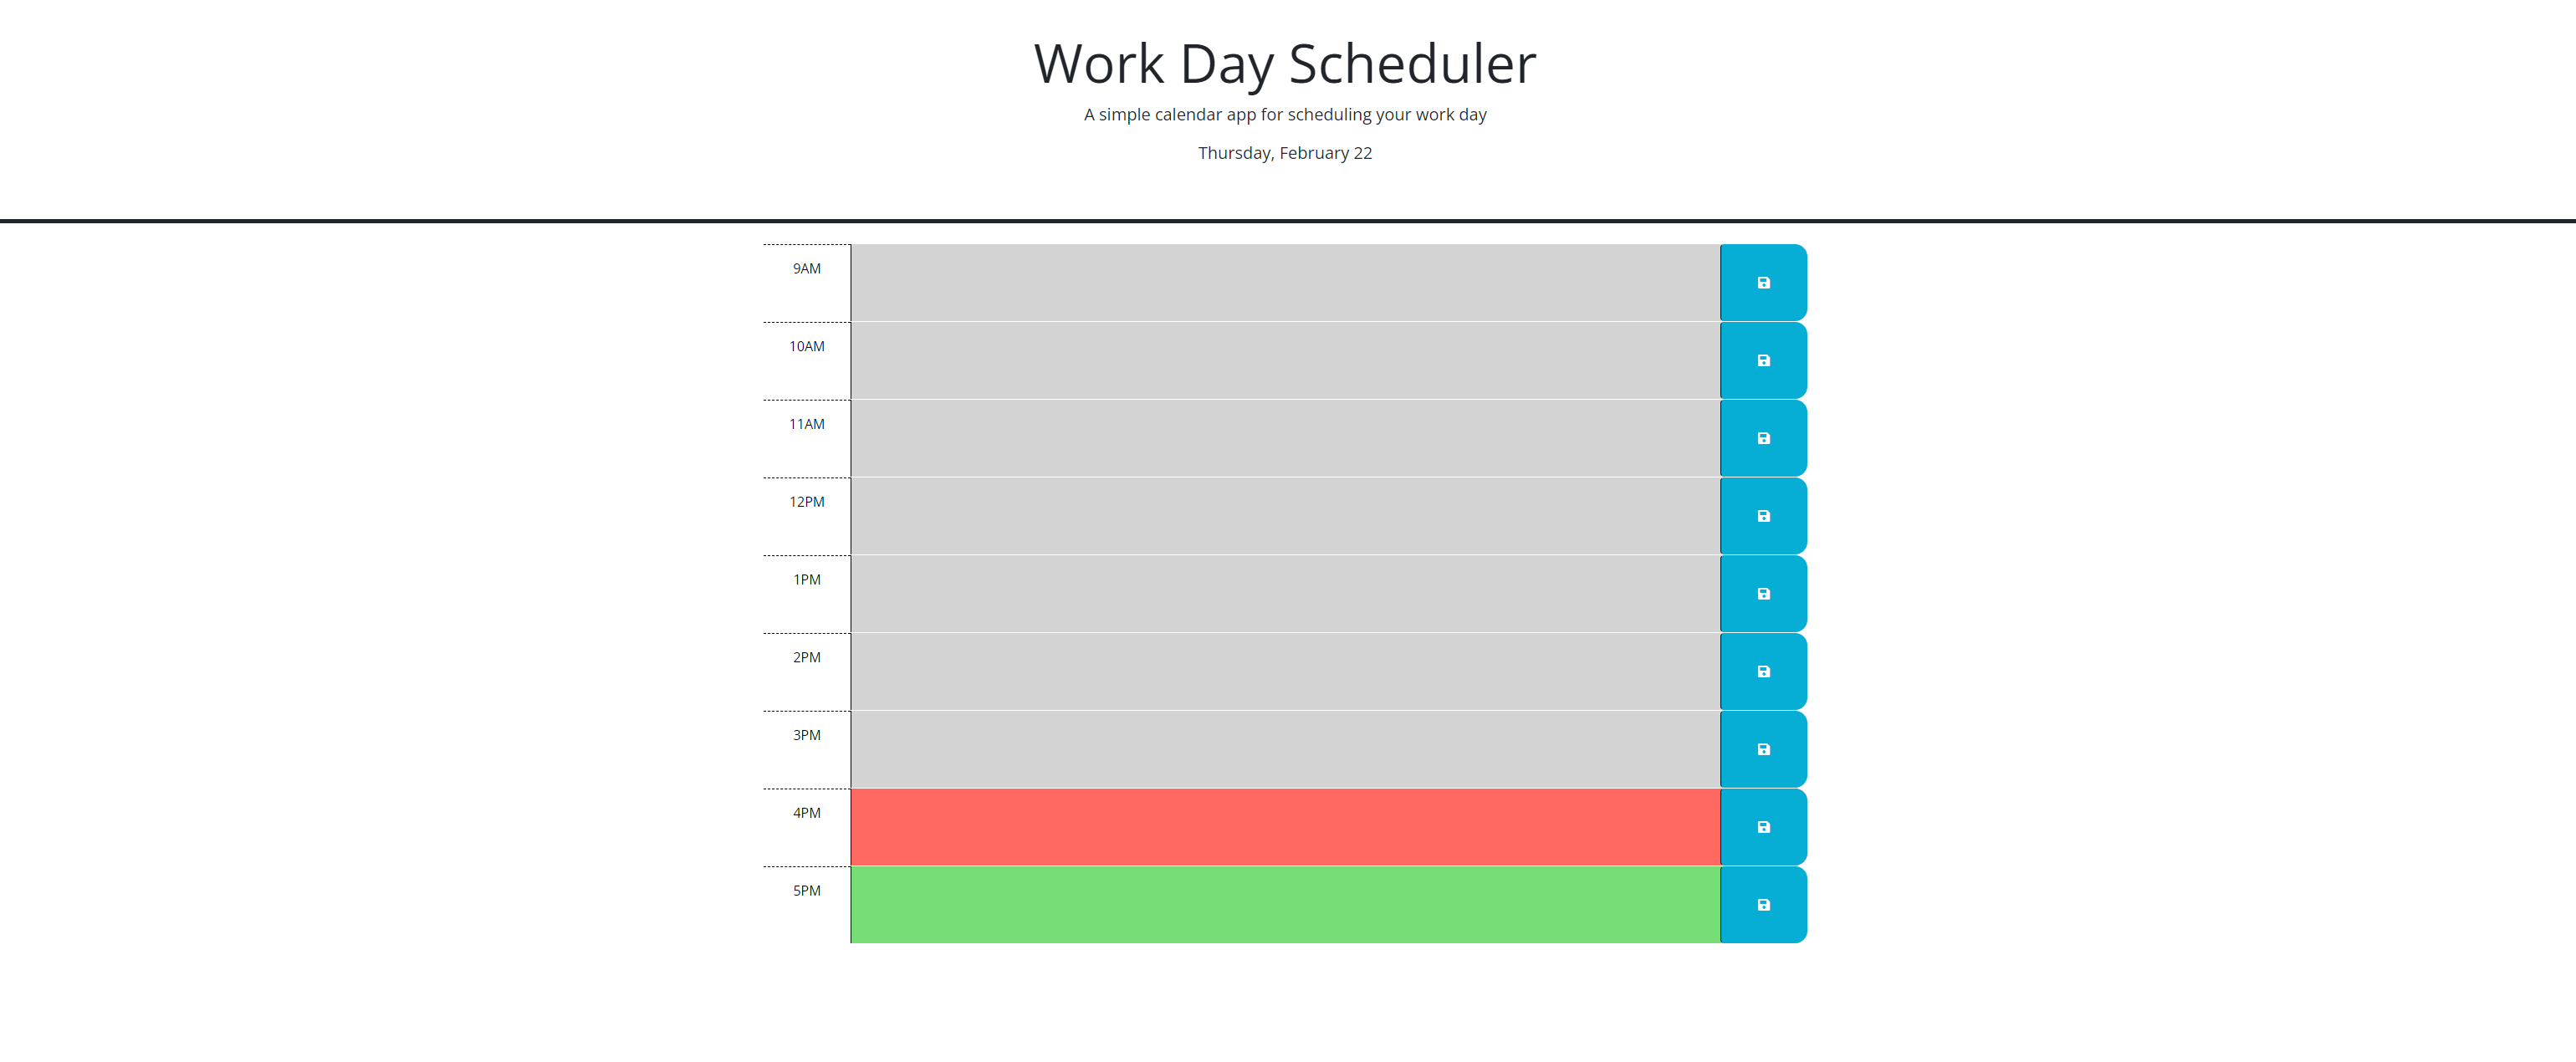 Work Day Scheduler
A simple calendar app for scheduling your work day
Thursday, February 22
9AM
10AM
11AM
12PM
1PM
2PM
3PM
4PM
5PM